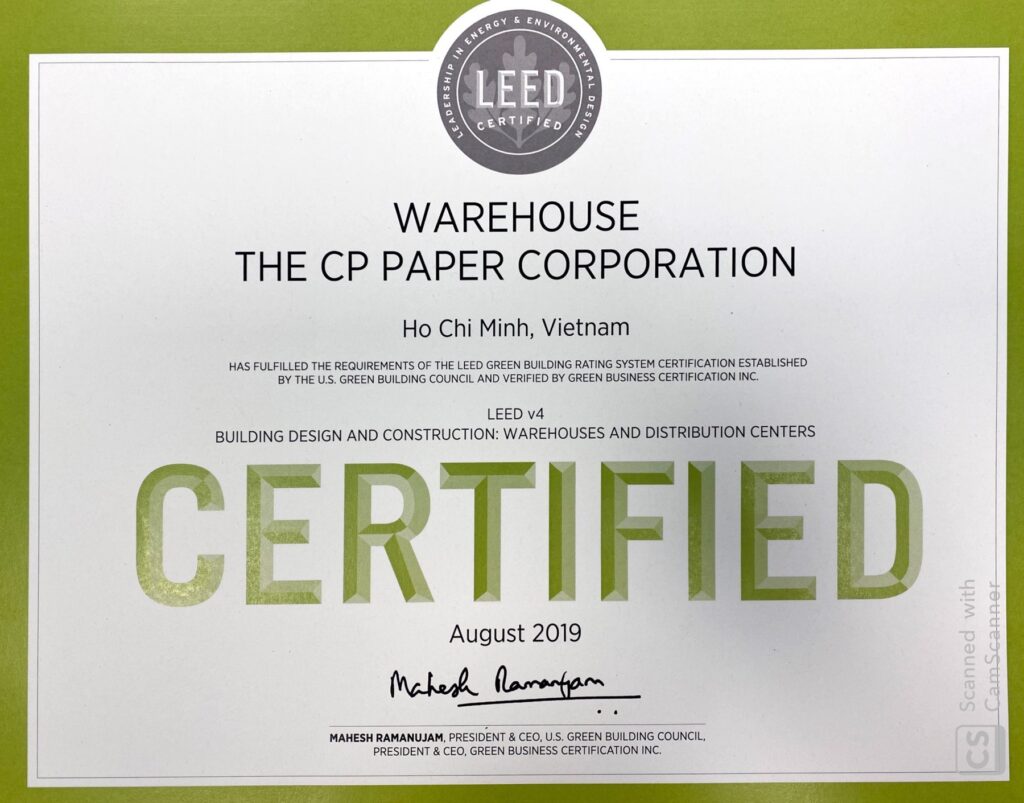 LEADERSHIP IN ENERGY & ENVIRONMENTAL DESIGN
LEED
CERTIFIED
WAREHOUSE
THE CP PAPER CORPORATION
Ho Chi Minh, Vietnam
HAS FULFILLED THE REQUIREMENTS OF THE LEED GREEN BUILDING RATING SYSTEM CERTIFICATION ESTABLISHED
BY THE U.S. GREEN BUILDING COUNCIL AND VERIFIED BY GREEN BUSINESS CERTIFICATION INC.
LEED v4
BUILDING DESIGN AND CONSTRUCTION: WAREHOUSES AND DISTRIBUTION CENTERS
CERTIFIED
August 2019
Mahesh Ramanujam
MAHESH RAMANUJAM, PRESIDENT & CEO, U.S. GREEN BUILDING COUNCIL,
PRESIDENT & CEO, GREEN BUSINESS CERTIFICATION INC.
CS
Scanned with
CamScanner